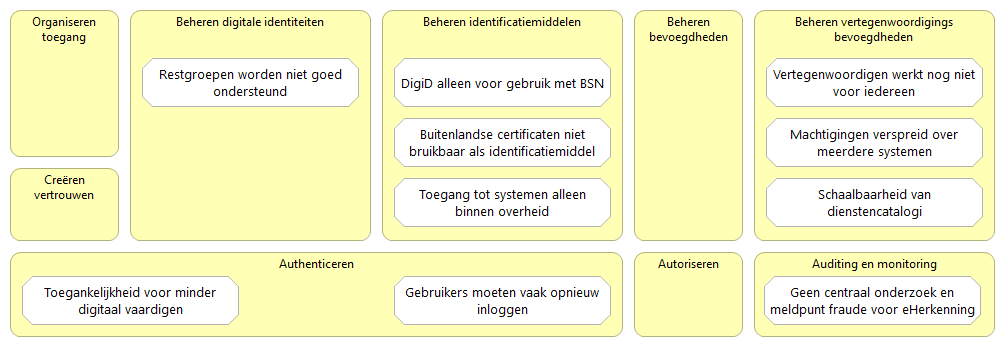 Organiseren
toegang
Creëren
vertrouwen
Beheren digitale identiteiten
Restgroepen worden niet goed
ondersteund
Beheren identificatiemiddelen
DigiD alleen voor gebruik met BSN
Buitenlandse certificaten niet
bruikbaar als identificatiemiddel
Toegang tot systemen alleen
binnen overheid
Beheren
bevoegdheden
Beheren vertegenwoordigings
bevoegdheden
Vertegenwoordigen werkt nog niet
voor iedereen
Machtigingen verspreid over
meerdere systemen
Schaalbaarheid van
dienstencatalogi
Authenticeren
Toegankelijkheid voor minder
digitaal vaardigen
Gebruikers moeten vaak opnieuw
inloggen
Autoriseren
Auditing en monitoring
Geen centraal onderzoek en
meldpunt fraude voor eHerkenning